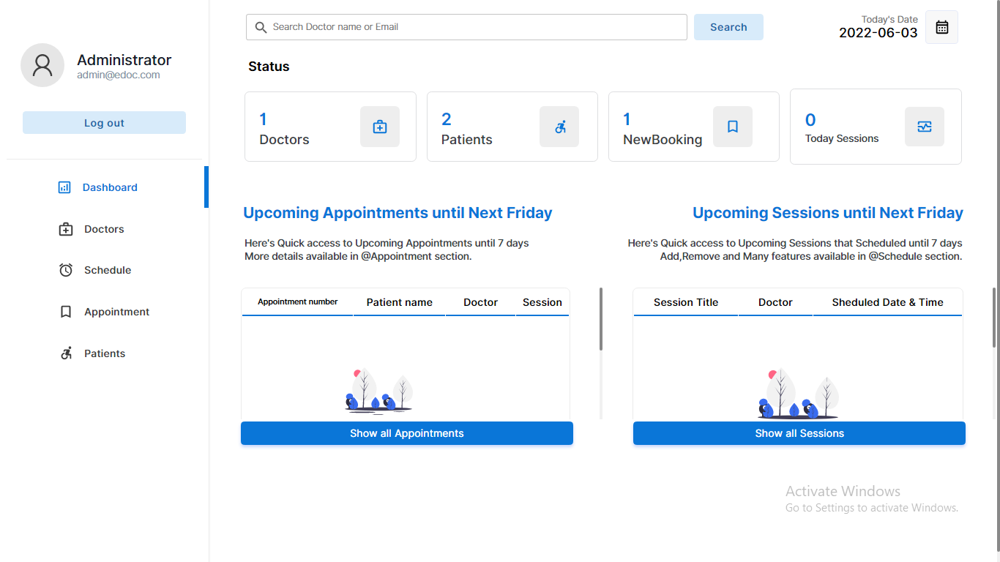 Administrator
admin@edoc.com
Log out
Dashboard
Doctors
Schedule
Appointment
Patients
Search Doctor name or Email
Search
Today's Date
2022-06-03
Status
1
Doctors
2
Patients
1
NewBooking
0
Today Sessions
Upcoming Appointments until Next Friday
Here's Quick access to Upcoming Appointments until 7 days
More details available in @Appointment section.
Appointment number Patient name Doctor Session
Show all Appointments
Upcoming Sessions until Next Friday
Here's Quick access to Upcoming Sessions that Scheduled until 7 days
Add,Remove and Many features available in @Schedule section.
Session Title Doctor Sheduled Date & Time
Show all Sessions
Activate Windows
Go to Settings to activate Windows.